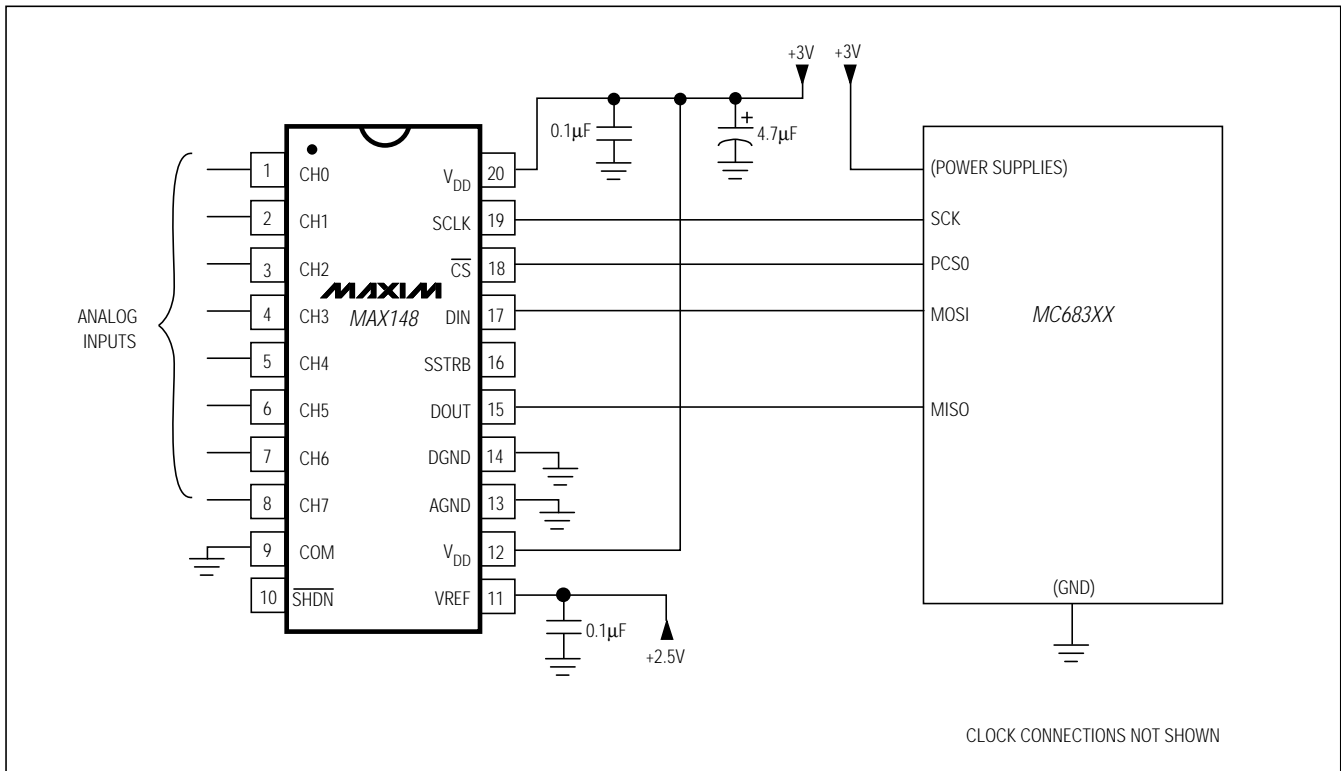 +3V
+3V
0.1µF
+
4.7µF
ANALOG
INPUTS
1 CH0
2 CH1
3 CH2
4 CH3
5 CH4
6 CH5
7 CH6
8 CH7
9 COM
10 SHDN
MAXIM
MAX148
VDD 20
SCLK 19
CS 18
DIN 17
SSTRB 16
DOUT 15
DGND 14
AGND 13
VDD 12
VREF 11
0.1µF
+2.5V
(POWER SUPPLIES)
SCK
PCS0
MOSI
MISO
MC683XX
(GND)
CLOCK CONNECTIONS NOT SHOWN